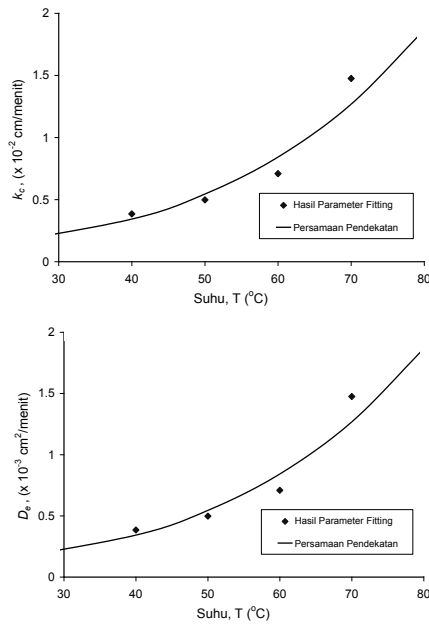 2
1.5
1
0.5
0
k_c , (x 10^-2 cm/menit)
Hasil Parameter Fitting
Persamaan Pendekatan
30 40 50 60 70 80
Suhu, T (°C)
2
1.5
1
0.5
0
D_e , (x 10^-3 cm^2/menit)
Hasil Parameter Fitting
Persamaan Pendekatan
30 40 50 60 70 80
Suhu, T (°C)